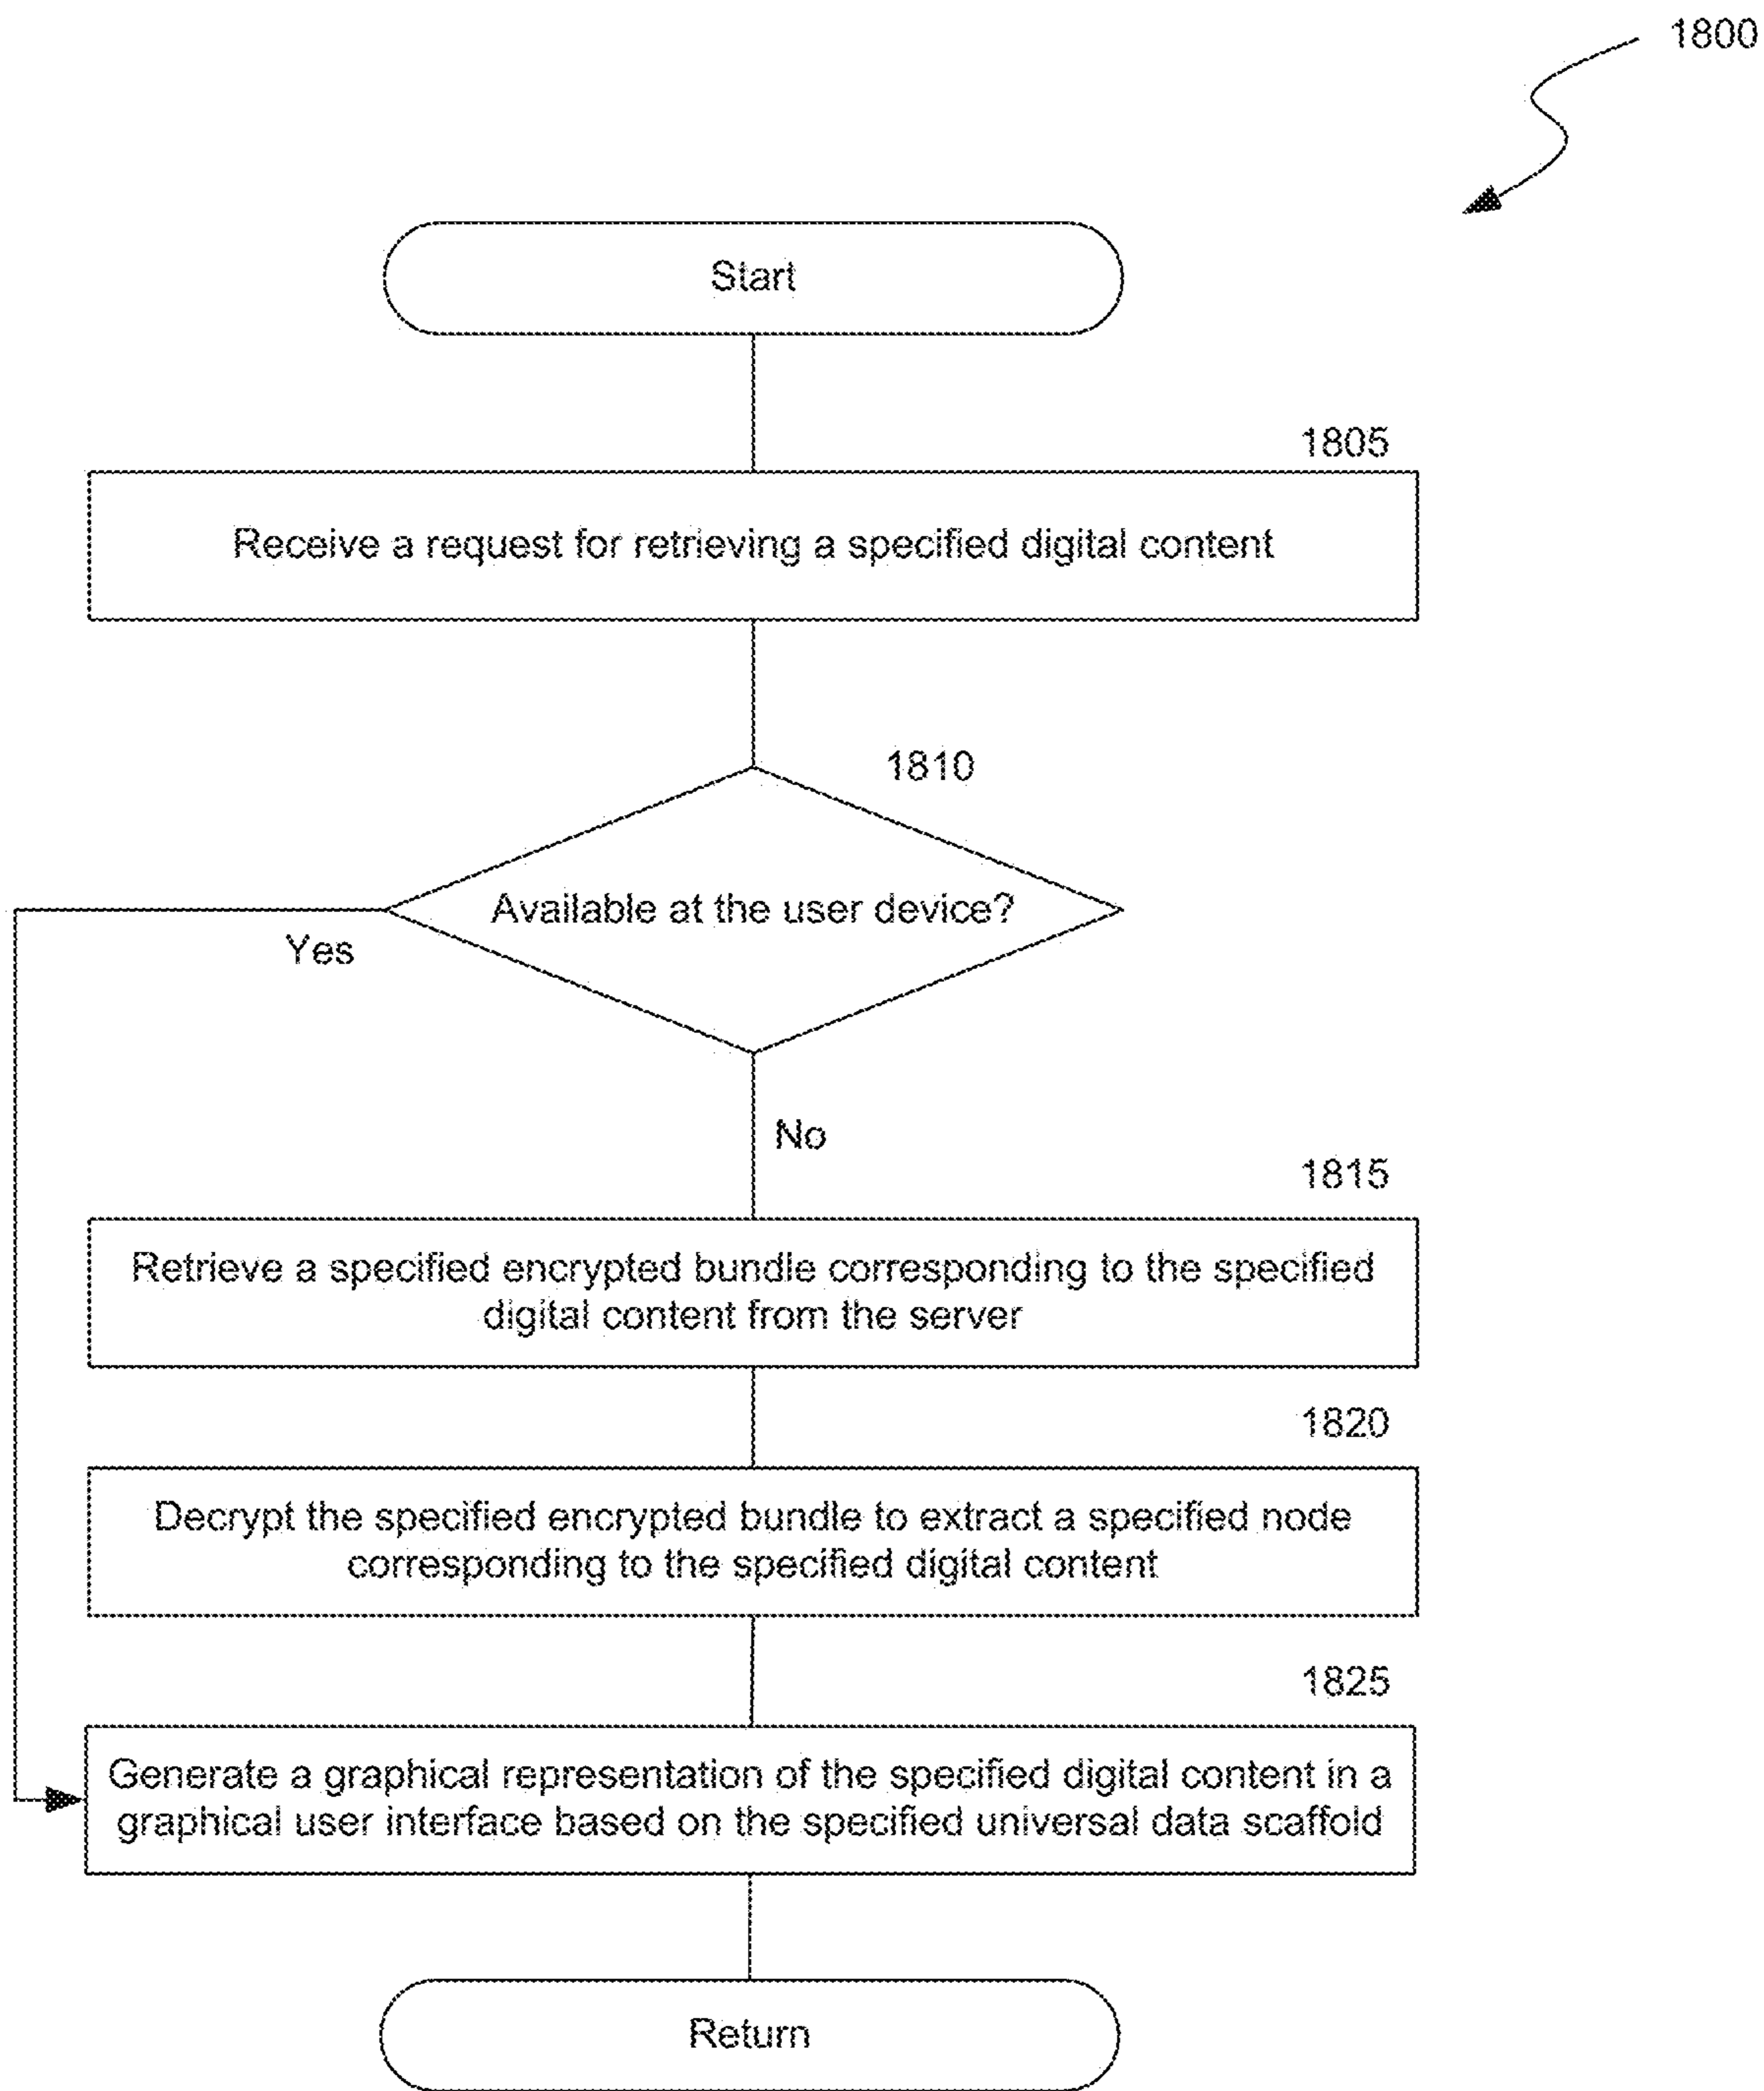 1800
Start
1805
Receive a request for retrieving a specified digital content
1810
Available at the user device?
Yes
No
1815
Retrieve a specified encrypted bundle corresponding to the specified
digital content from the server
1820
Decrypt the specified encrypted bundle to extract a specified node
corresponding to the specified digital content
1825
Generate a graphical representation of the specified digital content in a
graphical user interface based on the specified universal data scaffold
Return